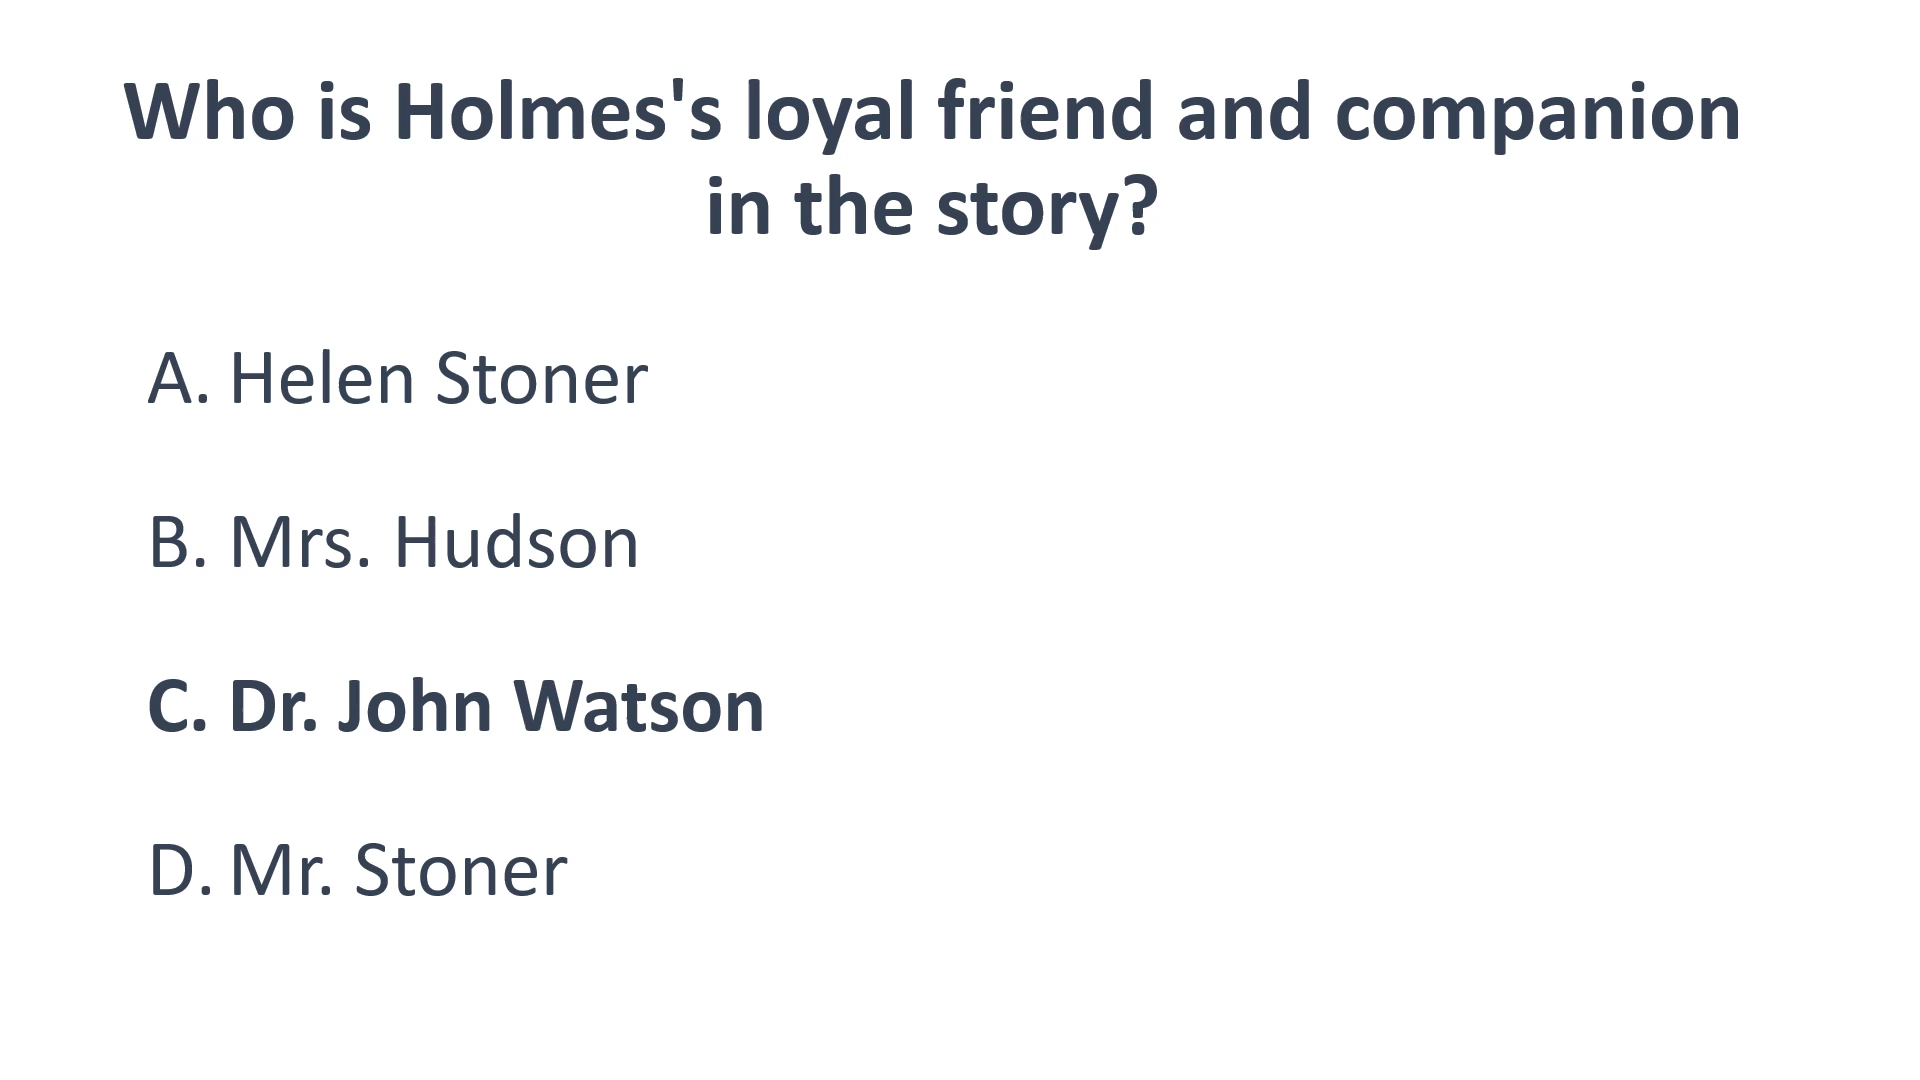 Who is Holmes's loyal friend and companion
in the story?
A. Helen Stoner
B. Mrs. Hudson
C. Dr. John Watson
D. Mr. Stoner